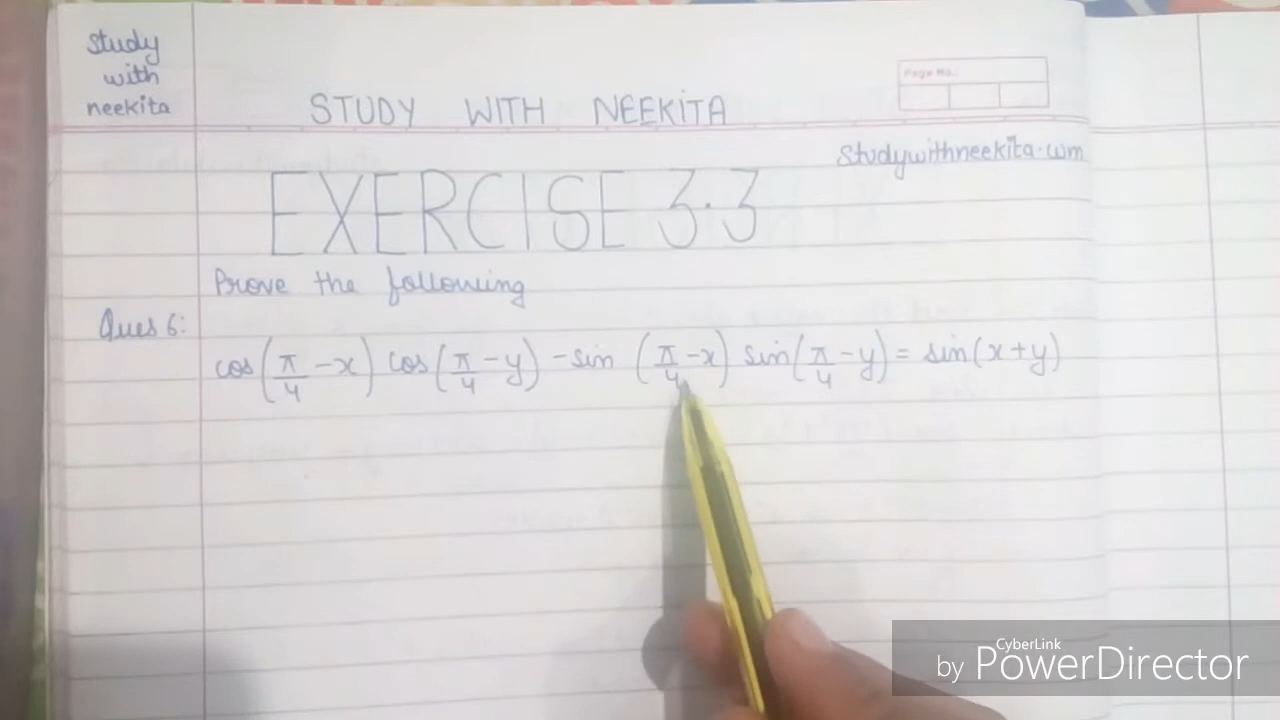 study
with
neekita
Page No.:
STUDY WITH NEEKITA
Studywithneekita.com
EXERCISE 3.3
Prove the following
Ques 6:
cos(π/4 - x) cos(π/4 - y) - sin (π/4 - x) sin(π/4 - y) = sin(x+y)
CyberLink
by PowerDirector